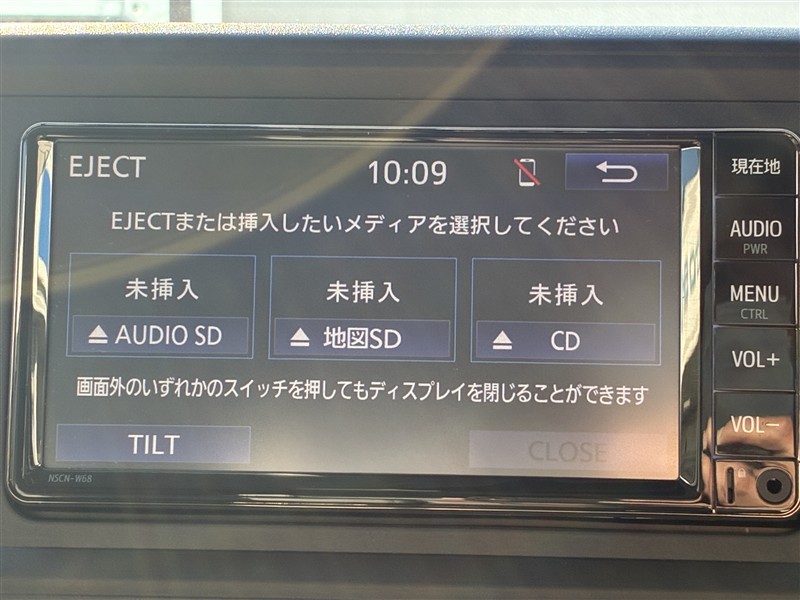 EJECT
10:09
現在地
EJECTまたは挿入したいメディアを選択してください
AUDIO
PWR
未挿入
未挿入
未挿入
MENU
CTRL
AUDIO SD
地図SD
CD
VOL+
画面外のいずれかのスイッチを押してもディスプレイを閉じることができます
VOL-
TILT
CLOSE
NSCN-W68